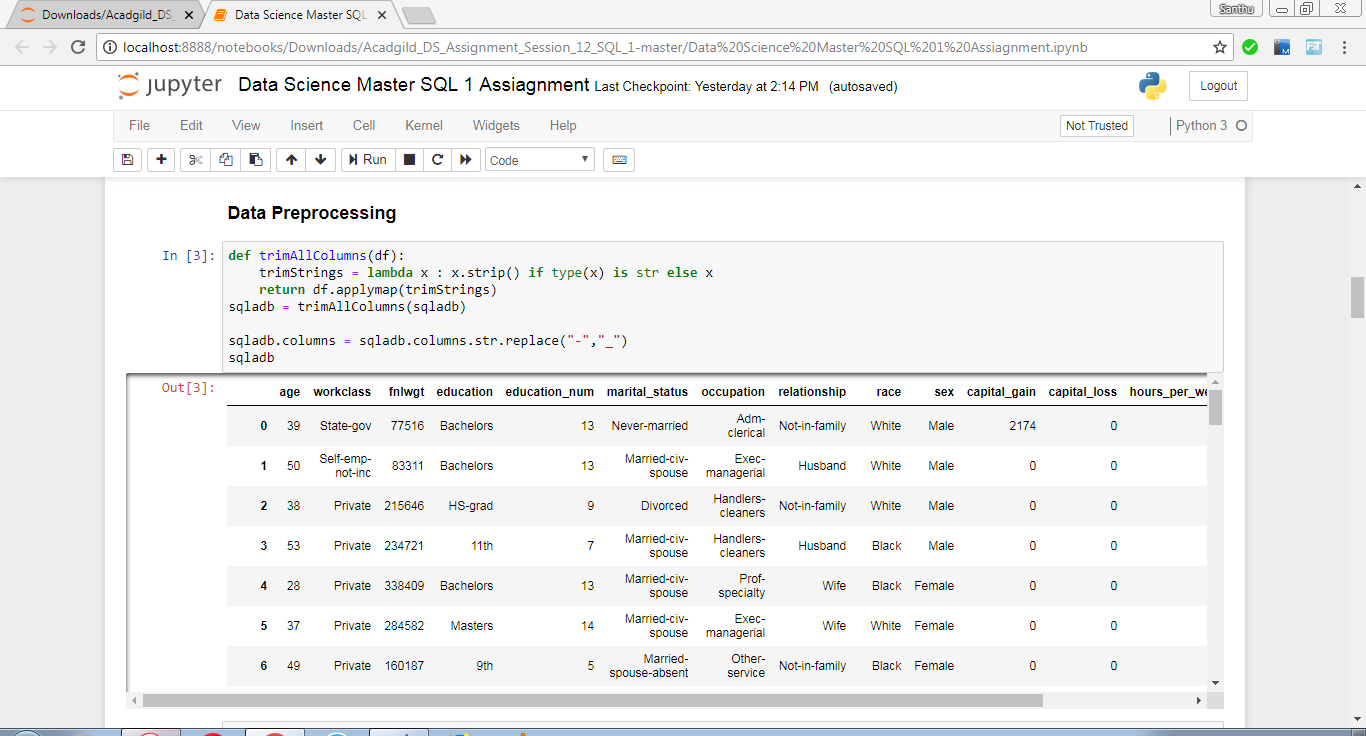 Downloads/Acadgild_DS_
Data Science Master SQL
Santhu
localhost:8888/notebooks/Downloads/Acadgild_DS_Assignment_Session_12_SQL_1-master/Data%20Science%20Master%20SQL%201%20Assiagnment.ipynb
jupyter Data Science Master SQL 1 Assiagnment Last Checkpoint: Yesterday at 2:14 PM (autosaved)
Logout
File Edit View Insert Cell Kernel Widgets Help
Not Trusted
Python 3
Run
Code
Data Preprocessing
In [3]:
def trimAllColumns(df):
    trimStrings = lambda x : x.strip() if type(x) is str else x
    return df.applymap(trimStrings)
sqladb = trimAllColumns(sqladb)
sqladb.columns = sqladb.columns.str.replace("-","_")
sqladb
Out[3]:
age workclass fnlwgt education education_num marital_status occupation relationship race sex capital_gain capital_loss hours_per_we
0 39 State-gov 77516 Bachelors 13 Never-married Adm-clerical Not-in-family White Male 2174 0
1 50 Self-emp-not-inc 83311 Bachelors 13 Married-civ-spouse Exec-managerial Husband White Male 0 0
2 38 Private 215646 HS-grad 9 Divorced Handlers-cleaners Not-in-family White Male 0 0
3 53 Private 234721 11th 7 Married-civ-spouse Handlers-cleaners Husband Black Male 0 0
4 28 Private 338409 Bachelors 13 Married-civ-spouse Prof-specialty Wife Black Female 0 0
5 37 Private 284582 Masters 14 Married-civ-spouse Exec-managerial Wife White Female 0 0
6 49 Private 160187 9th 5 Married-spouse-absent Other-service Not-in-family Black Female 0 0